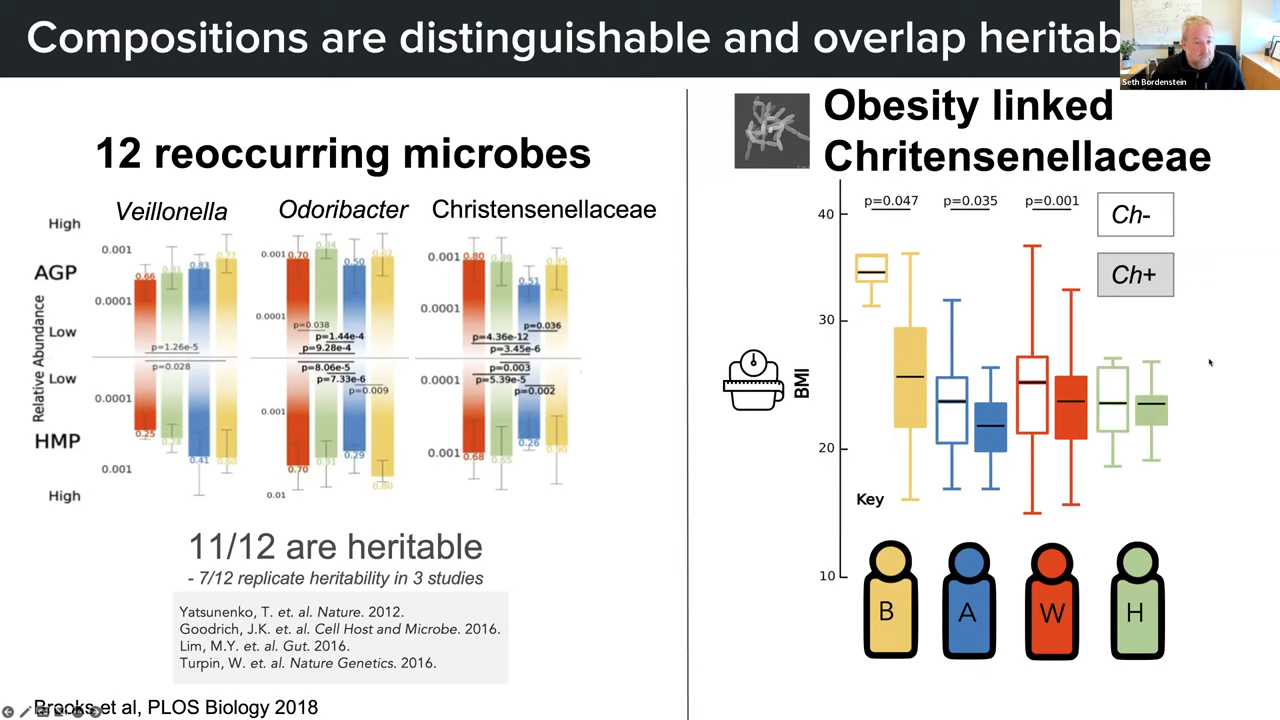 Compositions are distinguishable and overlap heritab
Seth Bordenstein
12 reoccurring microbes
Veillonella
Odoribacter
Christensenellaceae
High
AGP
Low
Relative Abundance
Low
HMP
High
0.001
0.0001
0.66
0.83
0.77
p=1.26e-5
p=0.028
0.0001
0.001
0.25
0.41
0.001
0.0001
0.70
0.50
p=0.038
p=1.44e-4
p=9.28e-4
p=8.06e-5
p=7.33e-6
p=0.009
0.001
0.01
0.70
0.91
0.29
0.80
0.001
0.0001
0.80
0.51
p=0.036
p=4.36e-12
p=3.45e-6
p=0.003
p=5.39e-5
p=0.002
0.0001
0.001
0.68
0.26
11/12 are heritable
- 7/12 replicate heritability in 3 studies
Yatsunenko, T. et. al. Nature. 2012.
Goodrich, J.K. et. al. Cell Host and Microbe. 2016.
Lim, M.Y. et. al. Gut. 2016.
Turpin, W. et. al. Nature Genetics. 2016.
Brooks et al, PLOS Biology 2018
Obesity linked
Chritensenellaceae
p=0.047
p=0.035
p=0.001
Ch-
Ch+
40
30
20
10
BMI
Key
B
A
W
H